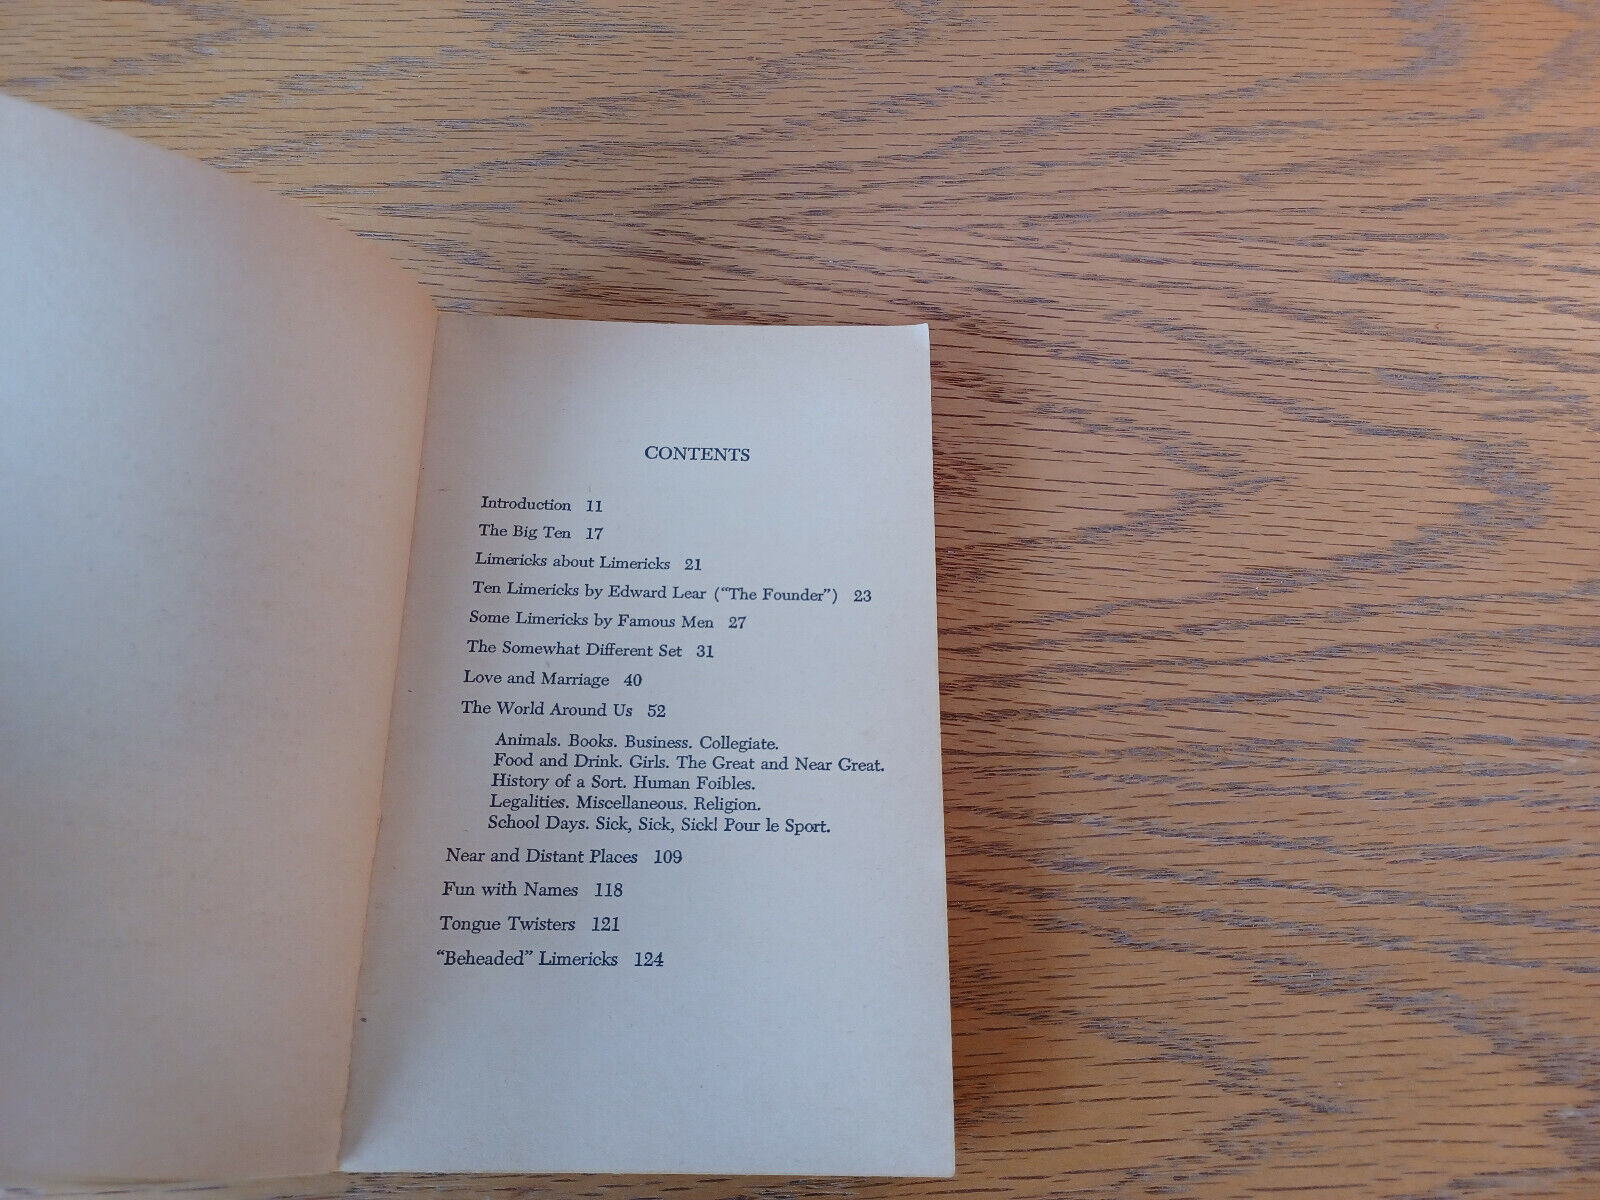 CONTENTS
Introduction 11
The Big Ten 17
Limericks about Limericks 21
Ten Limericks by Edward Lear (“The Founder”) 23
Some Limericks by Famous Men 27
The Somewhat Different Set 31
Love and Marriage 40
The World Around Us 52
Animals. Books. Business. Collegiate.
Food and Drink. Girls. The Great and Near Great.
History of a Sort. Human Foibles.
Legalities. Miscellaneous. Religion.
School Days. Sick, Sick, Sick! Pour le Sport.
Near and Distant Places 109
Fun with Names 118
Tongue Twisters 121
“Beheaded” Limericks 124